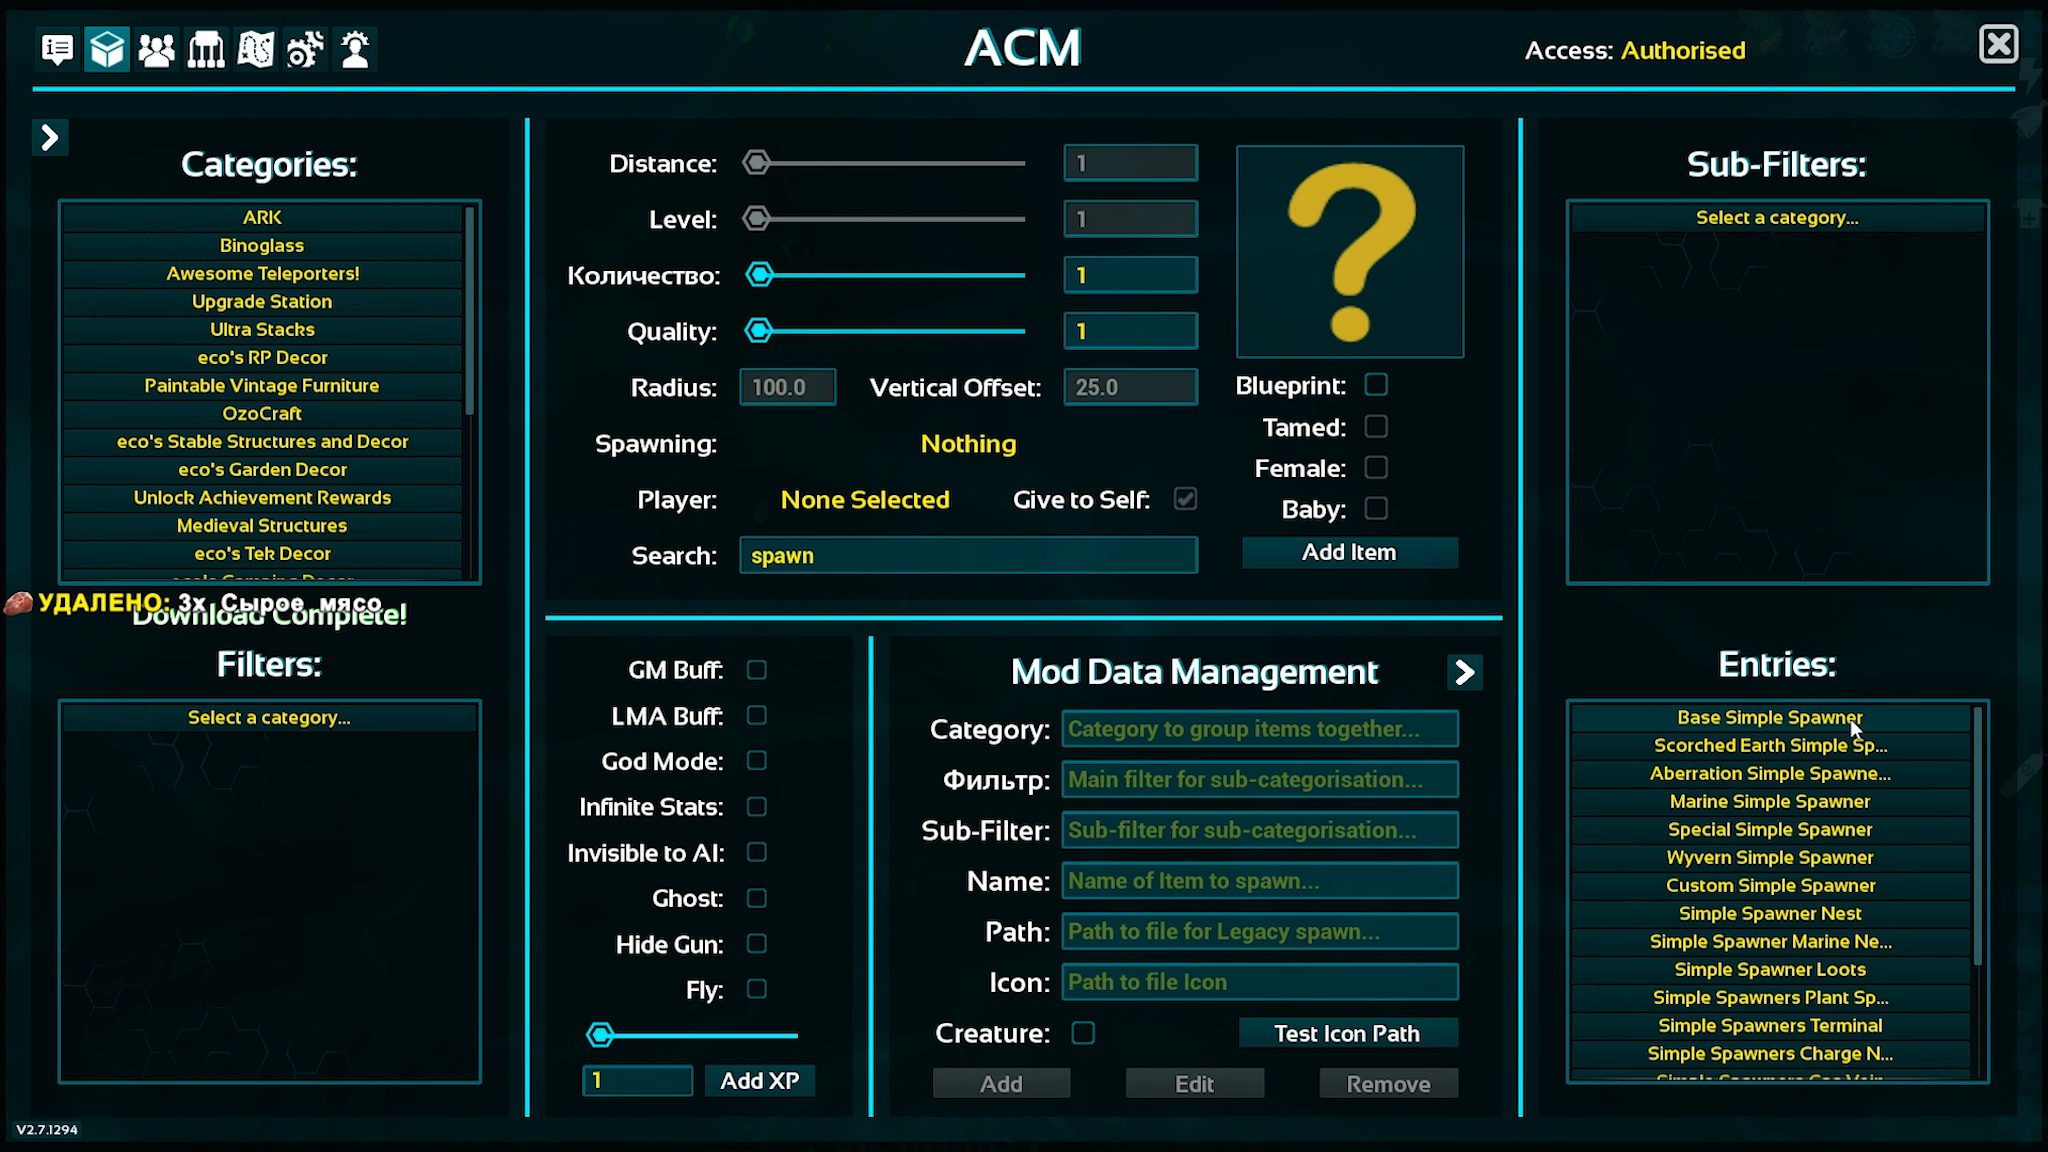 ACM
Access: Authorised
Categories:
ARK
Binoglass
Awesome Teleporters!
Upgrade Station
Ultra Stacks
eco's RP Decor
Paintable Vintage Furniture
OzoCraft
eco's Stable Structures and Decor
eco's Garden Decor
Unlock Achievement Rewards
Medieval Structures
eco's Tek Decor
eco's Camping Decor
УДАЛЕНО: 3x Сырое мясо
Download Complete!
Filters:
Select a category...
V2.7.1294
Distance: 1
Level: 1
Количество: 1
Quality: 1
Radius: 100.0 Vertical Offset: 25.0
Spawning: Nothing
Player: None Selected Give to Self:
Search: spawn
?
Blueprint:
Tamed:
Female:
Baby:
Add Item
GM Buff:
LMA Buff:
God Mode:
Infinite Stats:
Invisible to AI:
Ghost:
Hide Gun:
Fly:
1 Add XP
Mod Data Management
Category: Category to group items together...
Фильтр: Main filter for sub-categorisation...
Sub-Filter: Sub-filter for sub-categorisation...
Name: Name of Item to spawn...
Path: Path to file for Legacy spawn...
Icon: Path to file Icon
Creature: Test Icon Path
Add Edit Remove
Sub-Filters:
Select a category...
Entries:
Base Simple Spawner
Scorched Earth Simple Sp...
Aberration Simple Spawne...
Marine Simple Spawner
Special Simple Spawner
Wyvern Simple Spawner
Custom Simple Spawner
Simple Spawner Nest
Simple Spawner Marine Ne...
Simple Spawner Loots
Simple Spawners Plant Sp...
Simple Spawners Terminal
Simple Spawners Charge N...
Simple Spawners Gas Vein